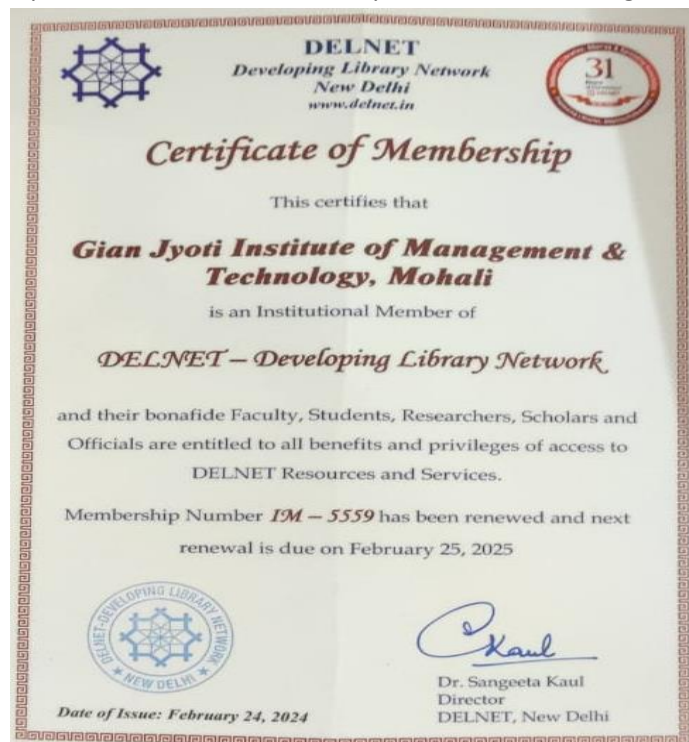 DELNET
Developing Library Network
New Delhi
www.delnet.in
31
Certificate of Membership
This certifies that
Gian Jyoti Institute of Management &
Technology, Mohali
is an Institutional Member of
DELNET – Developing Library Network
and their bonafide Faculty, Students, Researchers, Scholars and
Officials are entitled to all benefits and privileges of access to
DELNET Resources and Services.
Membership Number IM – 5559 has been renewed and next
renewal is due on February 25, 2025
DELNET-DEVELOPING LIBRARY NETWORK
NEW DELHI
Kaul
Dr. Sangeeta Kaul
Director
DELNET, New Delhi
Date of Issue: February 24, 2024